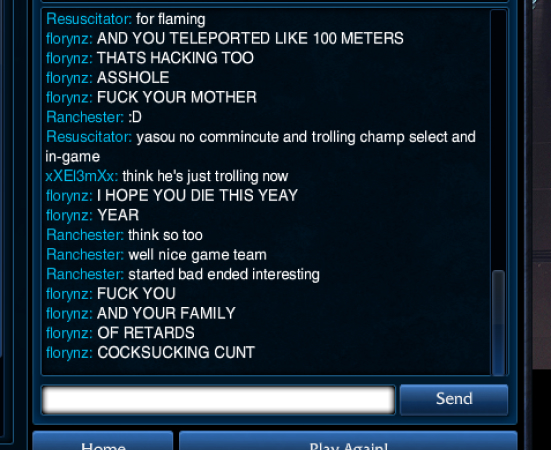 Resuscitator: for flaming
florynz: AND YOU TELEPORTED LIKE 100 METERS
florynz: THATS HACKING TOO
florynz: ASSHOLE
florynz: FUCK YOUR MOTHER
Ranchester: :D
Resuscitator: yasou no commincute and trolling champ select and
in-game
xXEl3mXx: think he's just trolling now
florynz: I HOPE YOU DIE THIS YEAY
florynz: YEAR
Ranchester: think so too
Ranchester: well nice game team
Ranchester: started bad ended interesting
florynz: FUCK YOU
florynz: AND YOUR FAMILY
florynz: OF RETARDS
florynz: COCKSUCKING CUNT
Send
Home
Play Again!